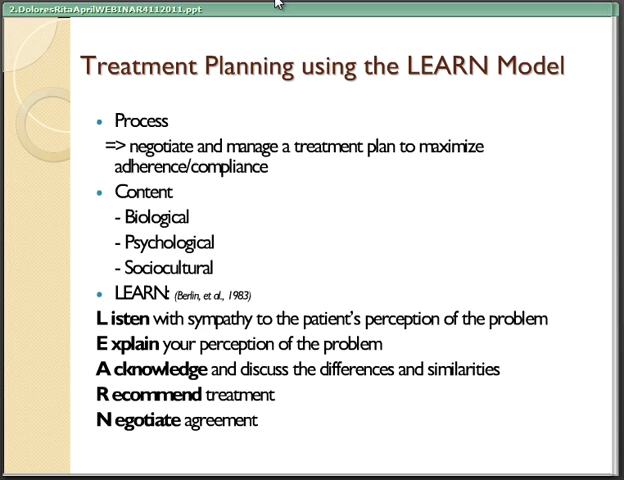 2.DoloresRitaAprilWEBINAR4112011.ppt
Treatment Planning using the LEARN Model
• Process
=> negotiate and manage a treatment plan to maximize
adherence/compliance
• Content
- Biological
- Psychological
- Sociocultural
• LEARN: (Berlin, et al, 1983)
L isten with sympathy to the patient's perception of the problem
E xplain your perception of the problem
A cknowledge and discuss the differences and similarities
R ecommend treatment
N egotiate agreement